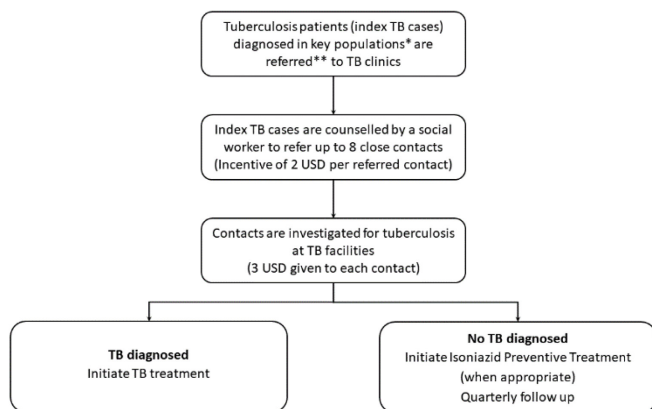 Tuberculosis patients (index TB cases)
diagnosed in key populations* are
referred** to TB clinics
Index TB cases are counselled by a social
worker to refer up to 8 close contacts
(Incentive of 2 USD per referred contact)
Contacts are investigated for tuberculosis
at TB facilities
(3 USD given to each contact)
TB diagnosed
Initiate TB treatment
No TB diagnosed
Initiate Isoniazid Preventive Treatment
(when appropriate)
Quarterly follow up